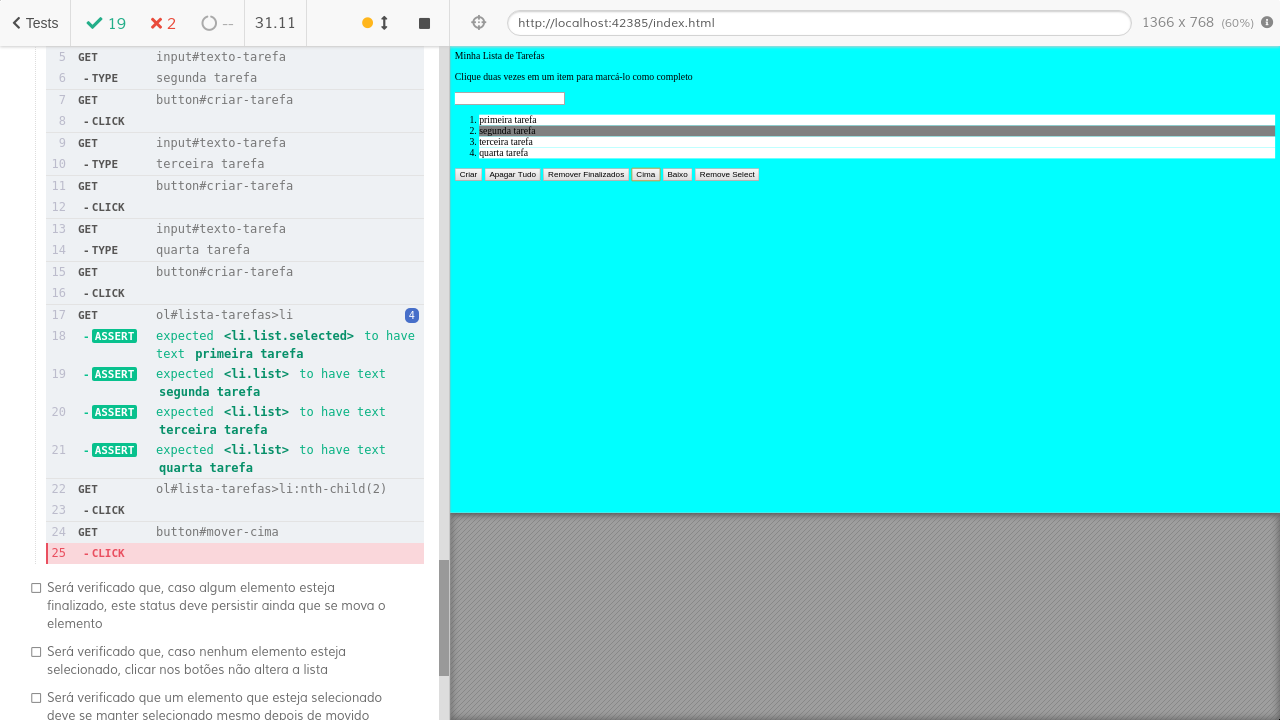 Tests 19 2 -- 31.11
http://localhost:42385/index.html 1366 x 768 (60%)
5 GET input#texto-tarefa
6 - TYPE segunda tarefa
7 GET button#criar-tarefa
8 - CLICK
9 GET input#texto-tarefa
10 - TYPE terceira tarefa
11 GET button#criar-tarefa
12 - CLICK
13 GET input#texto-tarefa
14 - TYPE quarta tarefa
15 GET button#criar-tarefa
16 - CLICK
17 GET ol#lista-tarefas>li 4
18 - ASSERT expected <li.list.selected> to have
text primeira tarefa
19 - ASSERT expected <li.list> to have text
segunda tarefa
20 - ASSERT expected <li.list> to have text
terceira tarefa
21 - ASSERT expected <li.list> to have text
quarta tarefa
22 GET ol#lista-tarefas>li:nth-child(2)
23 - CLICK
24 GET button#mover-cima
25 - CLICK
Será verificado que, caso algum elemento esteja
finalizado, este status deve persistir ainda que se mova o
elemento
Será verificado que, caso nenhum elemento esteja
selecionado, clicar nos botões não altera a lista
Será verificado que um elemento que esteja selecionado
deve se manter selecionado mesmo depois de movido
Minha Lista de Tarefas
Clique duas vezes em um item para marcá-lo como completo
1. primeira tarefa
2. segunda tarefa
3. terceira tarefa
4. quarta tarefa
Criar Apagar Tudo Remover Finalizados Cima Baixo Remove Select